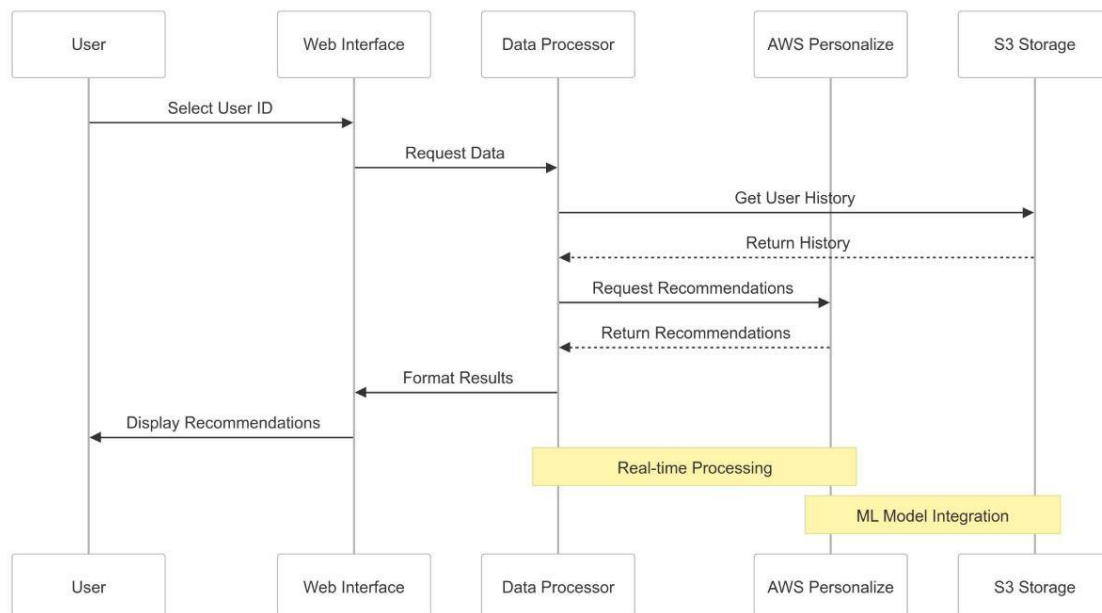 User
Web Interface
Data Processor
AWS Personalize
S3 Storage
Select User ID
Request Data
Get User History
Return History
Request Recommendations
Return Recommendations
Format Results
Display Recommendations
Real-time Processing
ML Model Integration
User
Web Interface
Data Processor
AWS Personalize
S3 Storage